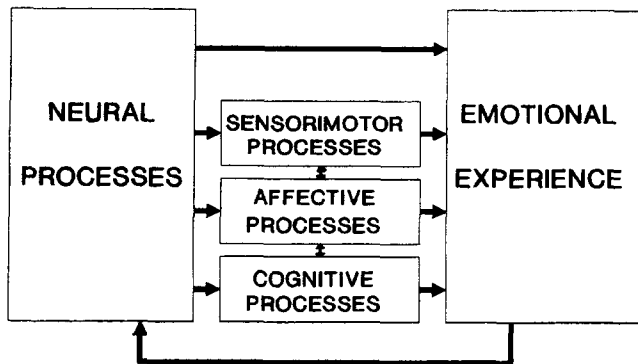 NEURAL
PROCESSES
SENSORIMOTOR
PROCESSES
AFFECTIVE
PROCESSES
COGNITIVE
PROCESSES
EMOTIONAL
EXPERIENCE